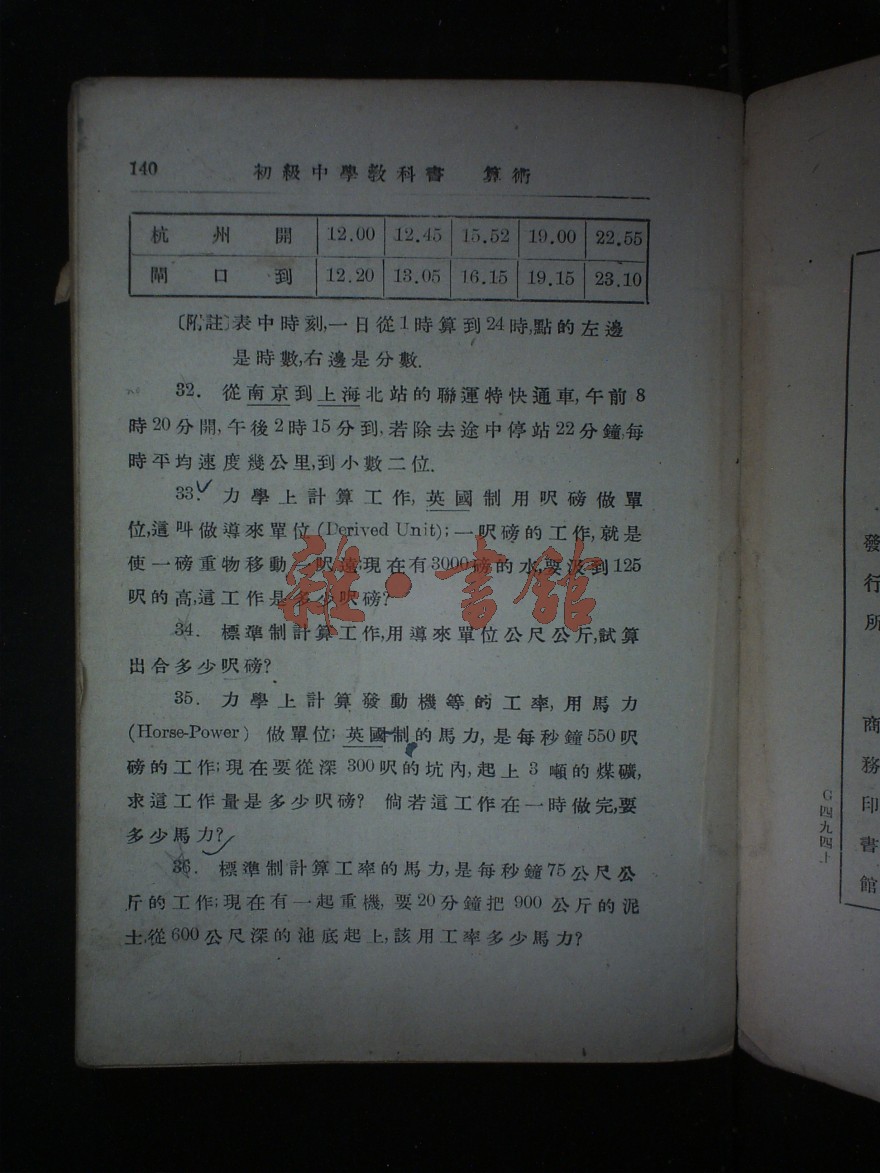 140 初級中學教科書 算術
杭州開 12.00 12.45 15.52 19.00 22.55
閘口到 12.20 13.05 16.15 19.15 23.10
〔附註〕表中時刻,一日從1時算到24時,點的左邊
是時數,右邊是分數.
32. 從南京到上海北站的聯運特快通車,午前8
時20分開,午後2時15分到,若除去途中停站22分鐘,每
時平均速度幾公里,到小數二位.
33. 力學上計算工作,英國制用呎磅做單
位,這叫做導來單位(Derived Unit);一呎磅的工作,就是
使一磅重物移動一呎遠;現在有3000磅的水,要汲到125
呎的高,這工作是多少呎磅?
34. 標準制計算工作,用導來單位公尺公斤,試算
出合多少呎磅?
35. 力學上計算發動機等的工率,用馬力
(Horse-Power) 做單位;英國制的馬力,是每秒鐘550呎
磅的工作;現在要從深300呎的坑內,起上3噸的煤礦,
求這工作量是多少呎磅? 倘若這工作在一時做完,要
多少馬力?
36. 標準制計算工率的馬力,是每秒鐘75公尺公
斤的工作;現在有一起重機,要20分鐘把900公斤的泥
土,從600公尺深的池底起上,該用工率多少馬力?
雜·書館
發行所 商務印書館
G四九四上